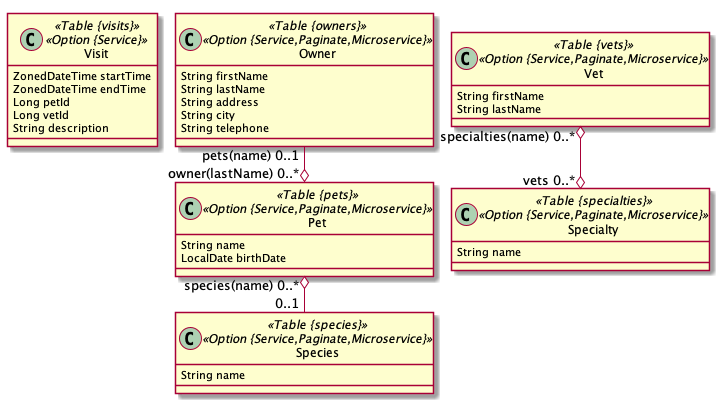 C
«Table {visits}»
«Option {Service}»
Visit
ZonedDateTime startTime
ZonedDateTime endTime
Long petId
Long vetId
String description
C
«Table {owners}»
«Option {Service,Paginate,Microservice}»
Owner
String firstName
String lastName
String address
String city
String telephone
C
«Table {vets}»
«Option {Service,Paginate,Microservice}»
Vet
String firstName
String lastName
pets(name) 0..1
owner(lastName) 0..*
specialties(name) 0..*
vets 0..*
C
«Table {pets}»
«Option {Service,Paginate,Microservice}»
Pet
String name
LocalDate birthDate
C
«Table {specialties}»
«Option {Service,Paginate,Microservice}»
Specialty
String name
species(name) 0..*
0..1
C
«Table {species}»
«Option {Service,Paginate,Microservice}»
Species
String name